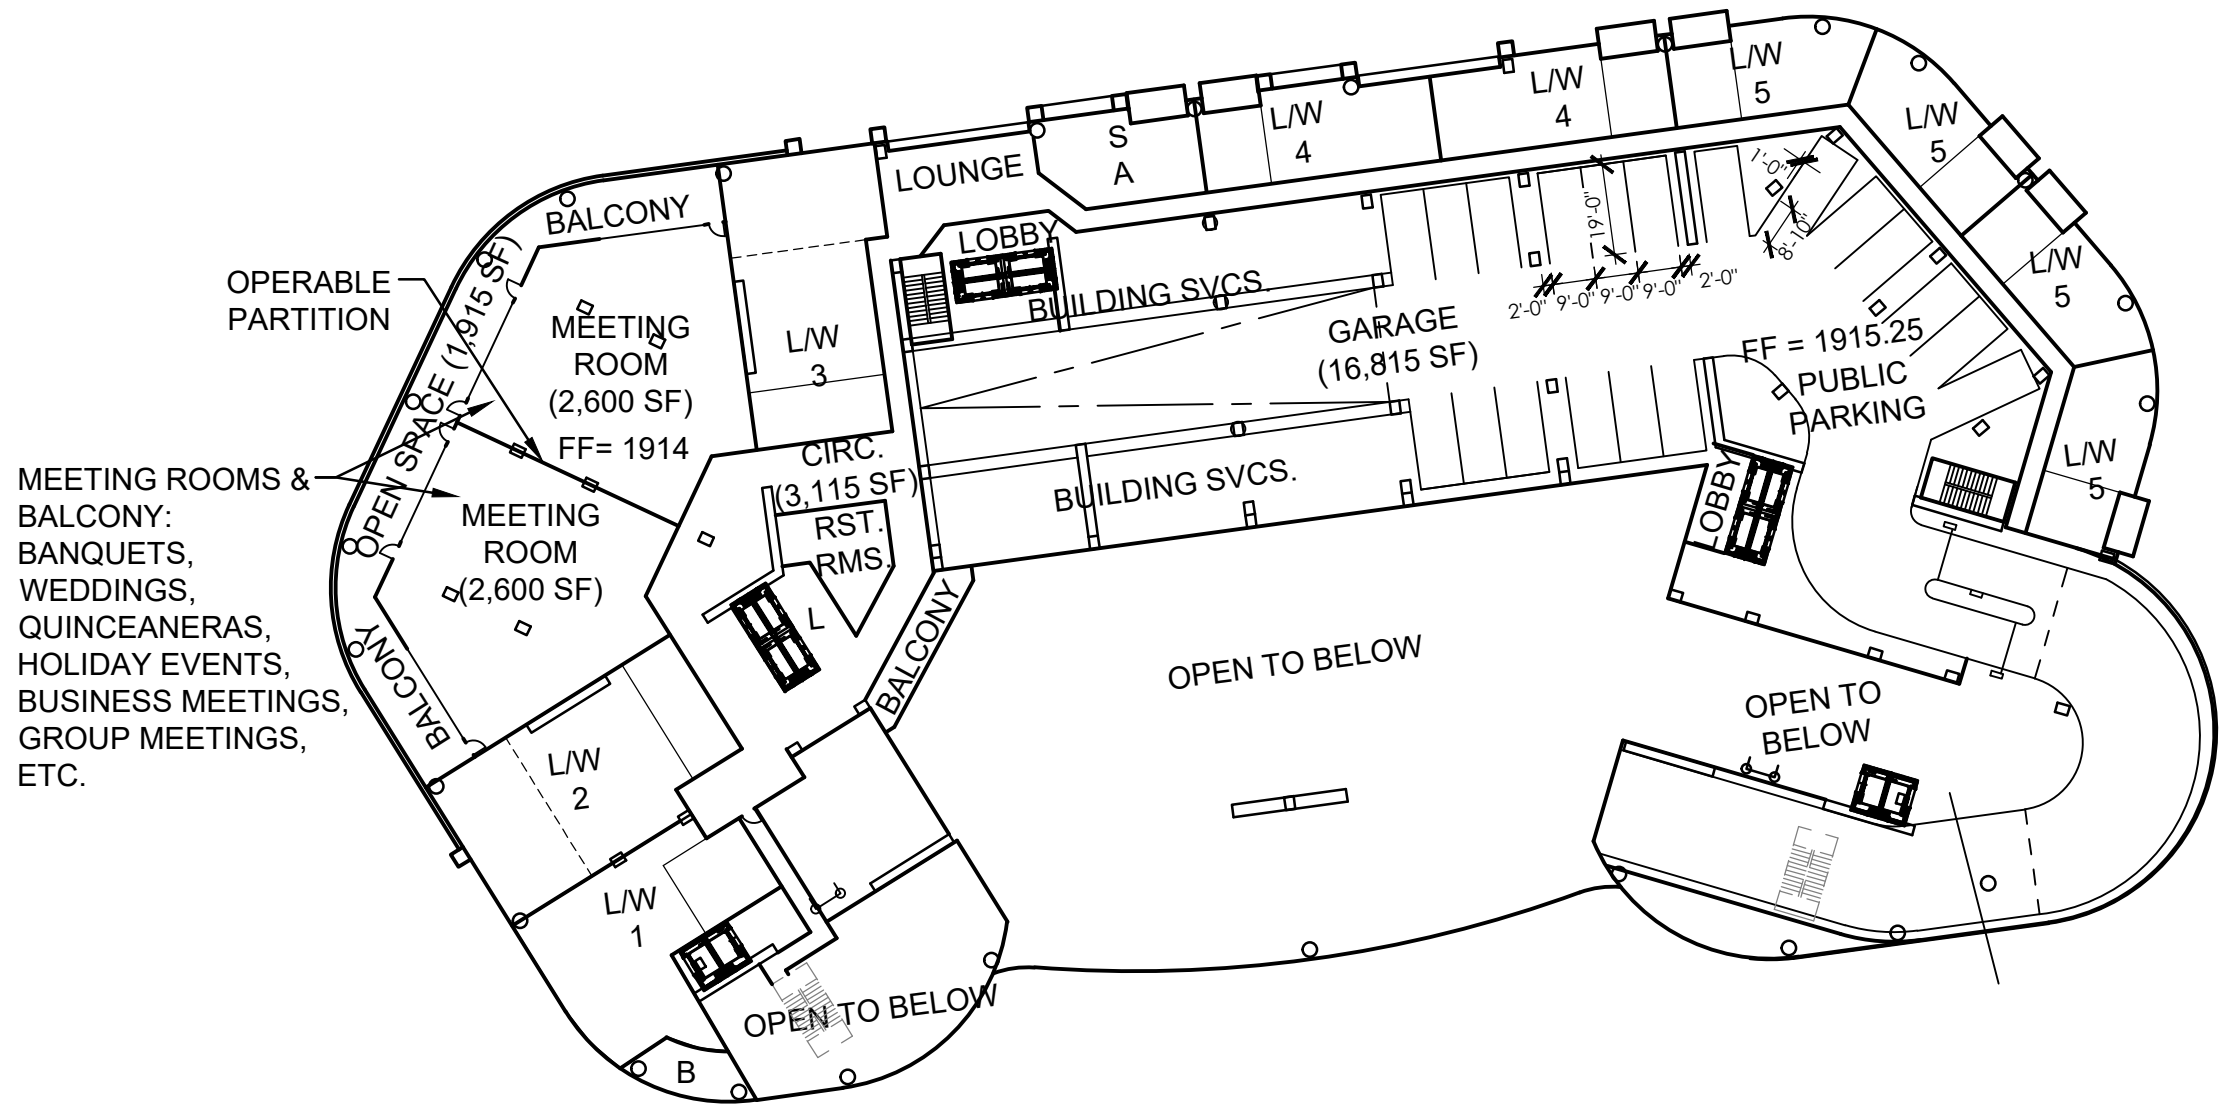 L/W
5
L/W
4
L/W
4
L/W
5
S
A
LOUNGE
BALCONY
LOBBY
1'-0"
16'-0"
8'-10"
2'-0"
9'-0"
9'-0"
9'-0"
2'-0"
L/W
5
L/W
5
L/W
5
OPERABLE
PARTITION
OPEN SPACE (1,915 SF)
MEETING
ROOM
(2,600 SF)
FF= 1914
L/W
3
BUILDING SVCS.
GARAGE
(16,815 SF)
FF = 1915.25
PUBLIC
PARKING
MEETING ROOMS &
BALCONY:
BANQUETS,
WEDDINGS,
QUINCEANERAS,
HOLIDAY EVENTS,
BUSINESS MEETINGS,
GROUP MEETINGS,
ETC.
MEETING
ROOM
(2,600 SF)
CIRC.
(3,115 SF)
RST.
RMS.
L
BUILDING SVCS.
LOBBY
BALCONY
BALCONY
OPEN TO BELOW
OPEN TO
BELOW
L/W
2
L/W
1
OPEN TO BELOW
B